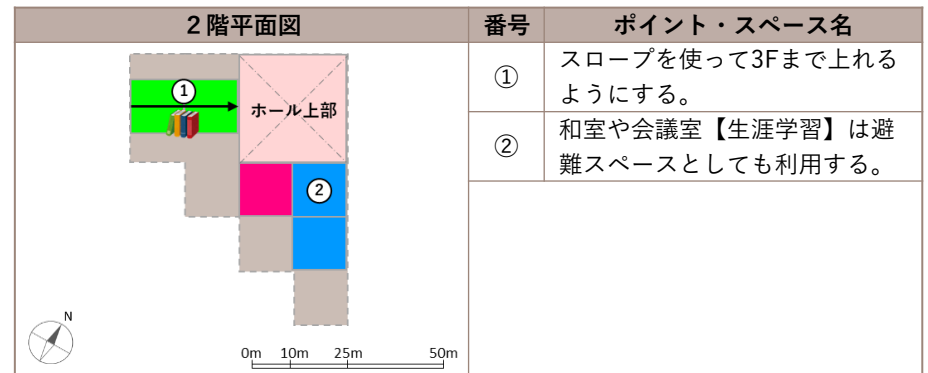 2階平面図
番号
ポイント・スペース名
①
スロープを使って3Fまで上れる
ようにする。
②
和室や会議室【生涯学習】は避
難スペースとしても利用する。
①
ホール上部
②
N
0m 10m 25m 50m